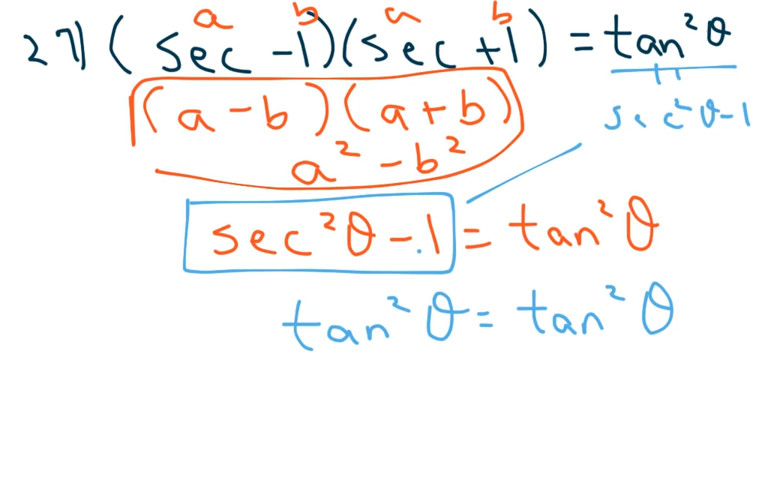 a b a b
27) (sec -1)(sec +1) = tan²θ
(a - b)(a + b)
sec²θ-1
a² - b²
sec²θ - 1 = tan²θ
tan²θ = tan²θ